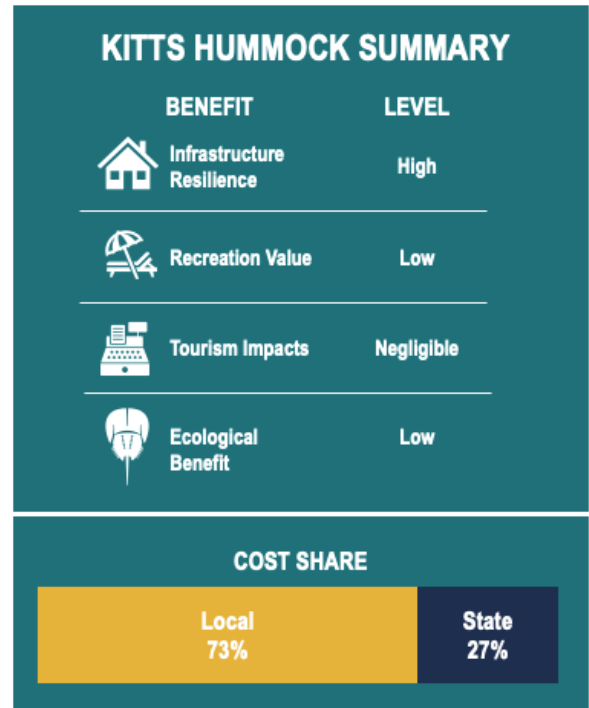 KITTS HUMMOCK SUMMARY
BENEFIT LEVEL
Infrastructure
Resilience
High
Recreation Value Low
Tourism Impacts Negligible
Ecological
Benefit
Low
COST SHARE
Local
73%
State
27%